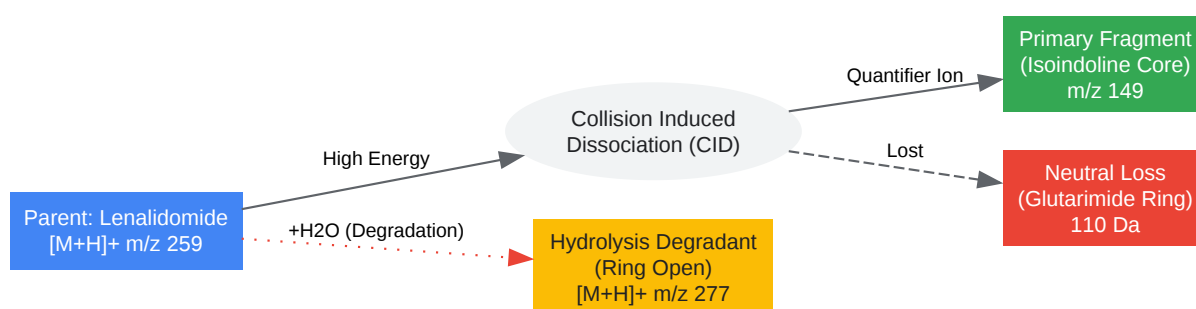 Parent: Lenalidomide
[M+H]+ m/z 259
High Energy
+H2O (Degradation)
Collision Induced
Dissociation (CID)
Hydrolysis Degradant
(Ring Open)
[M+H]+ m/z 277
Quantifier Ion
Lost
Primary Fragment
(Isoindoline Core)
m/z 149
Neutral Loss
(Glutarimide Ring)
110 Da